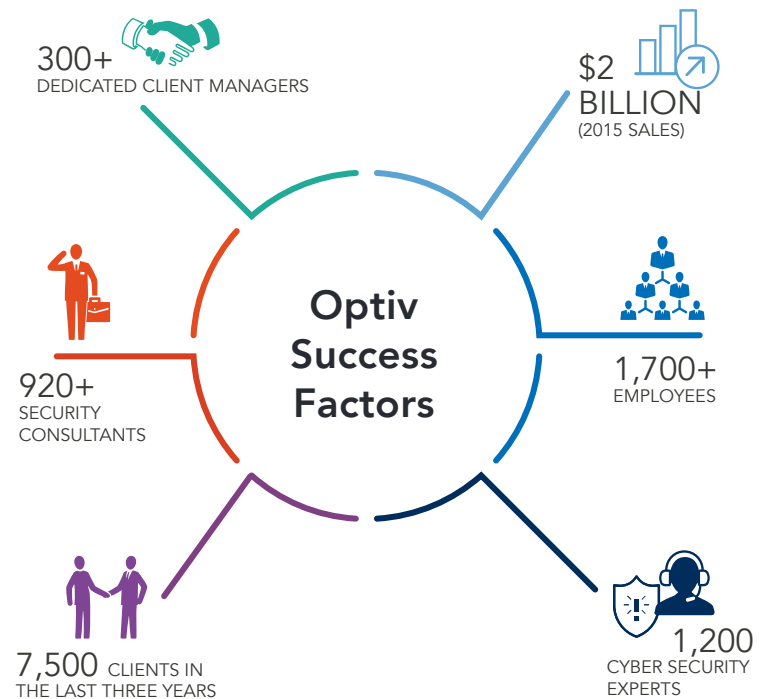 300+
DEDICATED CLIENT MANAGERS
$2
BILLION
(2015 SALES)
920+
SECURITY
CONSULTANTS
Optiv
Success
Factors
1,700+
EMPLOYEES
7,500 CLIENTS IN
THE LAST THREE YEARS
1,200
CYBER SECURITY
EXPERTS